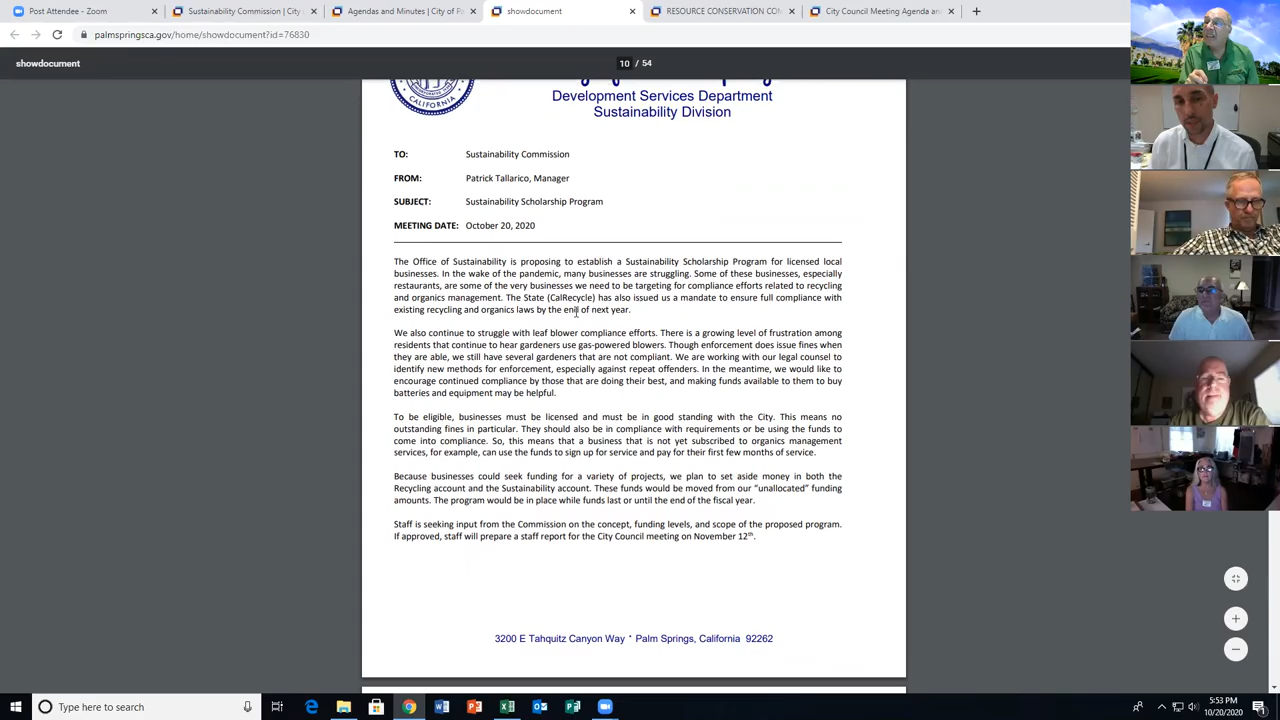 Post Attendee - Zoom
Sustainability Commission | City
Agendas and Minutes | City of Pa
showdocument
RESOURCE CONSERVATION COM
City Council Meeting Agenda an
palmspringsca.gov/home/showdocument?id=76830
showdocument
10 / 54
CALIFORNIA
Development Services Department
Sustainability Division
TO: Sustainability Commission
FROM: Patrick Tallarico, Manager
SUBJECT: Sustainability Scholarship Program
MEETING DATE: October 20, 2020
The Office of Sustainability is proposing to establish a Sustainability Scholarship Program for licensed local
businesses. In the wake of the pandemic, many businesses are struggling. Some of these businesses, especially
restaurants, are some of the very businesses we need to be targeting for compliance efforts related to recycling
and organics management. The State (CalRecycle) has also issued us a mandate to ensure full compliance with
existing recycling and organics laws by the end of next year.
We also continue to struggle with leaf blower compliance efforts. There is a growing level of frustration among
residents that continue to hear gardeners use gas-powered blowers. Though enforcement does issue fines when
they are able, we still have several gardeners that are not compliant. We are working with our legal counsel to
identify new methods for enforcement, especially against repeat offenders. In the meantime, we would like to
encourage continued compliance by those that are doing their best, and making funds available to them to buy
batteries and equipment may be helpful.
To be eligible, businesses must be licensed and must be in good standing with the City. This means no
outstanding fines in particular. They should also be in compliance with requirements or be using the funds to
come into compliance. So, this means that a business that is not yet subscribed to organics management
services, for example, can use the funds to sign up for service and pay for their first few months of service.
Because businesses could seek funding for a variety of projects, we plan to set aside money in both the
Recycling account and the Sustainability account. These funds would be moved from our “unallocated” funding
amounts. The program would be in place while funds last or until the end of the fiscal year.
Staff is seeking input from the Commission on the concept, funding levels, and scope of the proposed program.
If approved, staff will prepare a staff report for the City Council meeting on November 12th.
3200 E Tahquitz Canyon Way * Palm Springs, California 92262
Type here to search
5:53 PM
10/20/2020